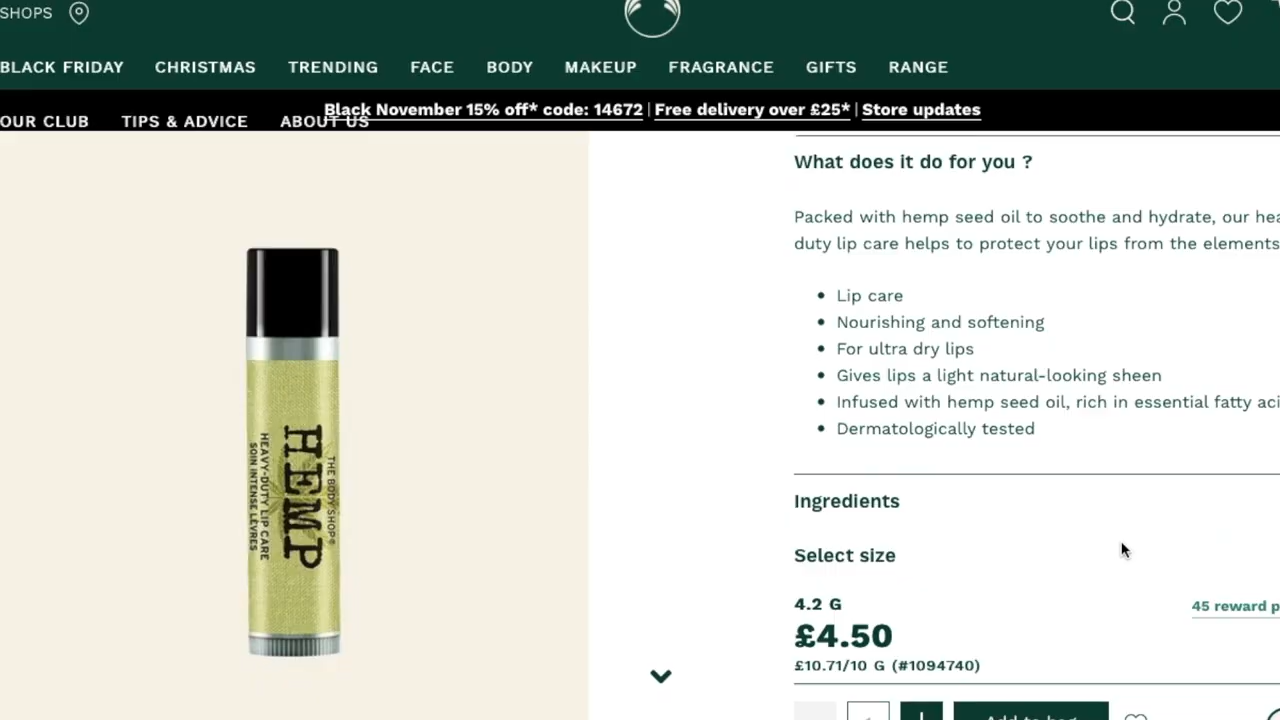 SHOPS
BLACK FRIDAY CHRISTMAS TRENDING FACE BODY MAKEUP FRAGRANCE GIFTS RANGE
Black November 15% off* code: 14672 | Free delivery over £25* | Store updates
OUR CLUB TIPS & ADVICE ABOUT US
What does it do for you ?
Packed with hemp seed oil to soothe and hydrate, our hea
duty lip care helps to protect your lips from the elements
• Lip care
• Nourishing and softening
• For ultra dry lips
• Gives lips a light natural-looking sheen
• Infused with hemp seed oil, rich in essential fatty aci
• Dermatologically tested
THE BODY SHOP®
HEMP
HEAVY-DUTY LIP CARE
SOIN INTENSE LÈVRES
Ingredients
Select size
4.2 G
45 reward p
£4.50
£10.71/10 G (#1094740)
Add to bag